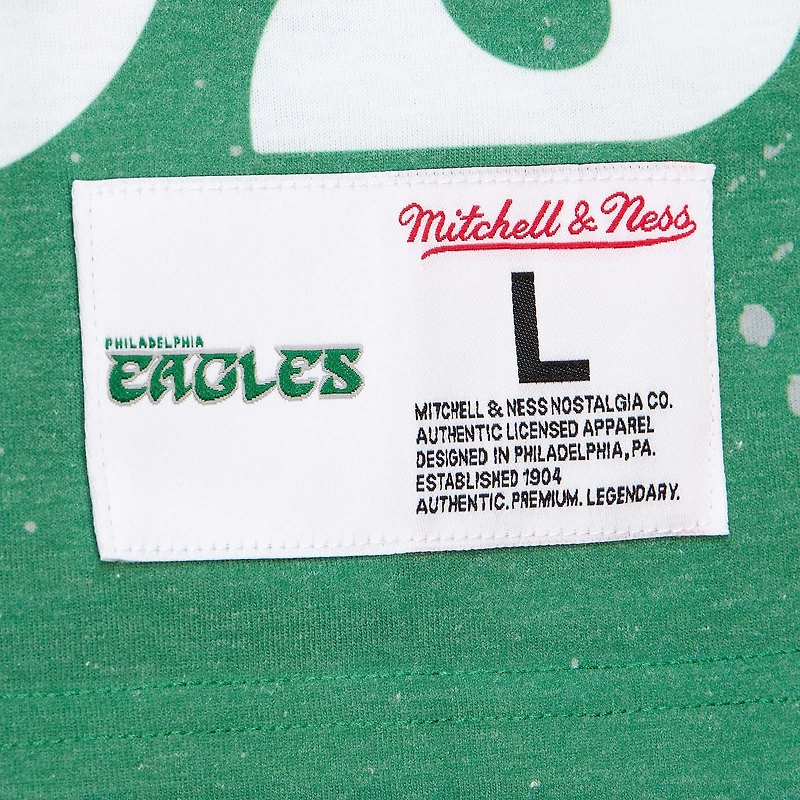 PHILADELPHIA
EAGLES
Mitchell & Ness
L
MITCHELL & NESS NOSTALGIA CO.
AUTHENTIC LICENSED APPAREL
DESIGNED IN PHILADELPHIA, PA.
ESTABLISHED 1904
AUTHENTIC. PREMIUM. LEGENDARY.